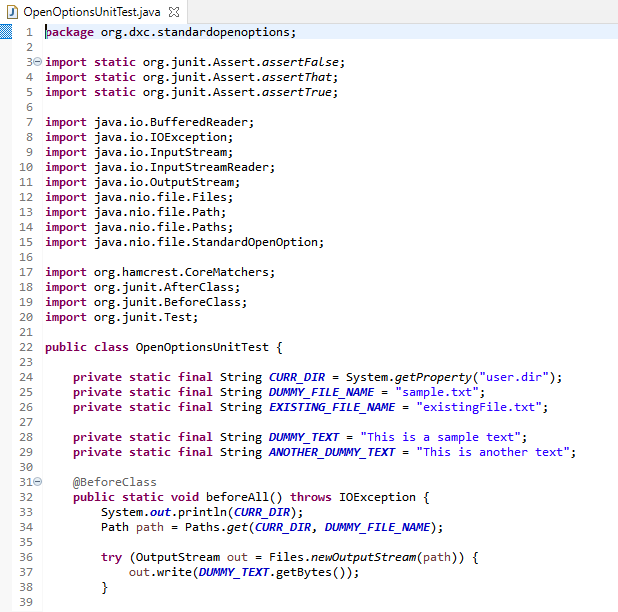 OpenOptionsUnitTest.java
1 package org.dxc.standardopenoptions;
2
3 import static org.junit.Assert.assertFalse;
4 import static org.junit.Assert.assertThat;
5 import static org.junit.Assert.assertTrue;
6
7 import java.io.BufferedReader;
8 import java.io.IOException;
9 import java.io.InputStream;
10 import java.io.InputStreamReader;
11 import java.io.OutputStream;
12 import java.nio.file.Files;
13 import java.nio.file.Path;
14 import java.nio.file.Paths;
15 import java.nio.file.StandardOpenOption;
16
17 import org.hamcrest.CoreMatchers;
18 import org.junit.AfterClass;
19 import org.junit.BeforeClass;
20 import org.junit.Test;
21
22 public class OpenOptionsUnitTest {
23
24     private static final String CURR_DIR = System.getProperty("user.dir");
25     private static final String DUMMY_FILE_NAME = "sample.txt";
26     private static final String EXISTING_FILE_NAME = "existingFile.txt";
27
28     private static final String DUMMY_TEXT = "This is a sample text";
29     private static final String ANOTHER_DUMMY_TEXT = "This is another text";
30
31     @BeforeClass
32     public static void beforeAll() throws IOException {
33         System.out.println(CURR_DIR);
34         Path path = Paths.get(CURR_DIR, DUMMY_FILE_NAME);
35
36         try (OutputStream out = Files.newOutputStream(path)) {
37             out.write(DUMMY_TEXT.getBytes());
38         }
39